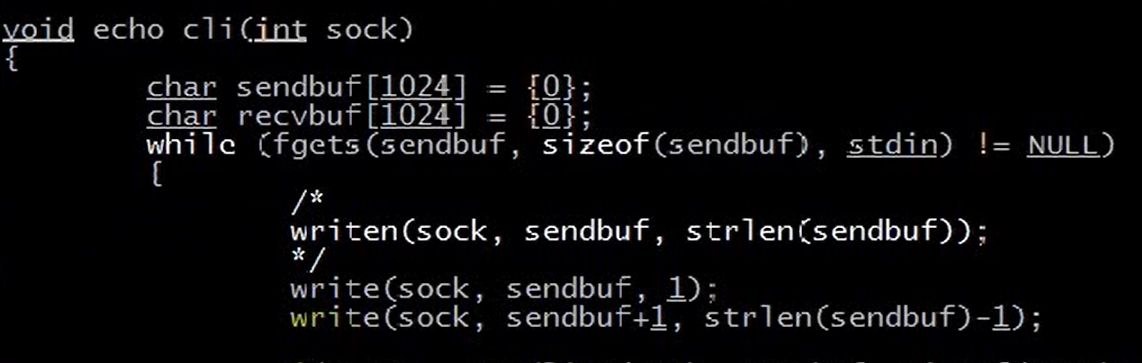 void echo cli(int sock)
{
char sendbuf[1024] = {0};
char recvbuf[1024] = {0};
while (fgets(sendbuf, sizeof(sendbuf), stdin) != NULL)
{
/*
writen(sock, sendbuf, strlen(sendbuf));
*/
write(sock, sendbuf, 1);
write(sock, sendbuf+1, strlen(sendbuf)-1);